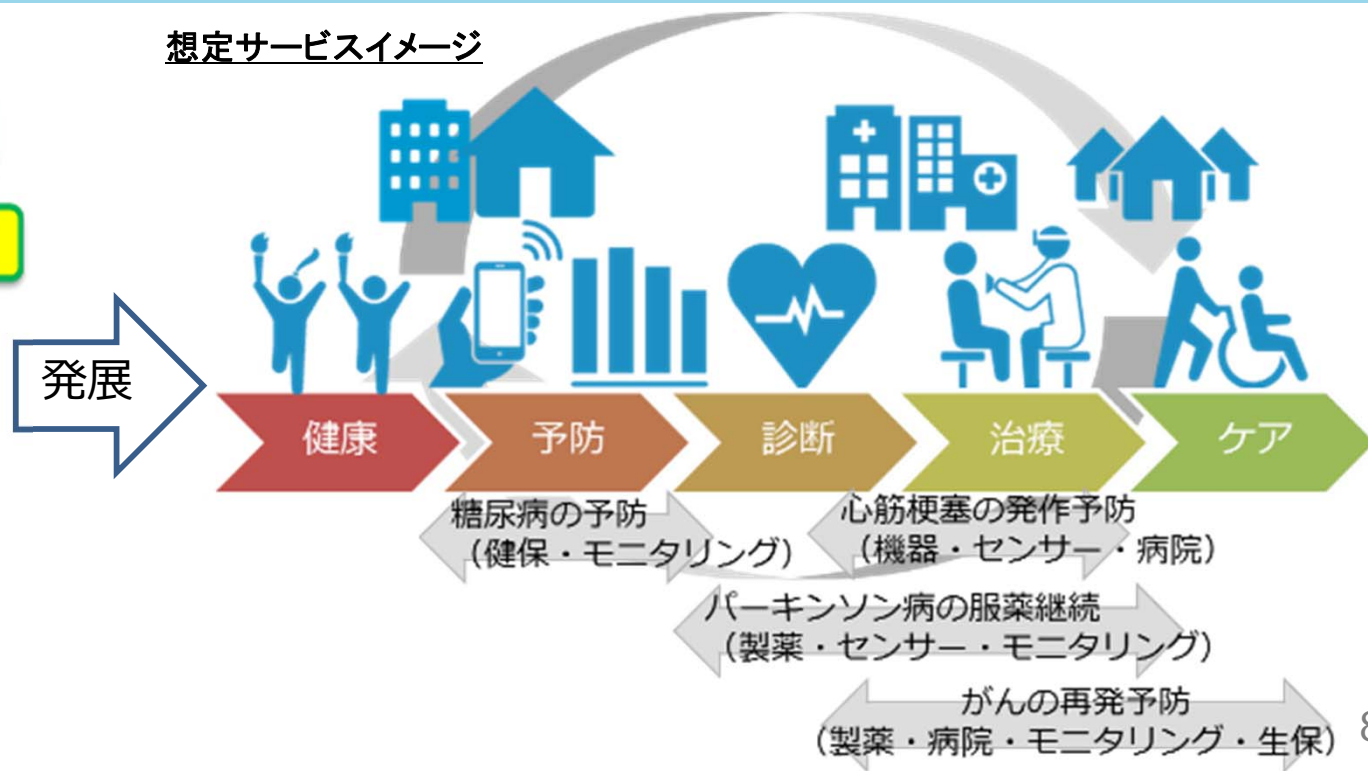 想定サービスイメージ
発展
健康
予防
診断
治療
ケア
糖尿病の予防
（健保・モニタリング）
心筋梗塞の発作予防
（機器・センサー・病院）
パーキンソン病の服薬継続
（製薬・センサー・モニタリング）
がんの再発予防
（製薬・病院・モニタリング・生保）
8